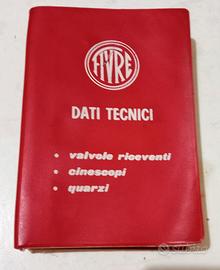 FIVRE
DATI TECNICI
• valvole riceventi
• cinescopi
• quarzi